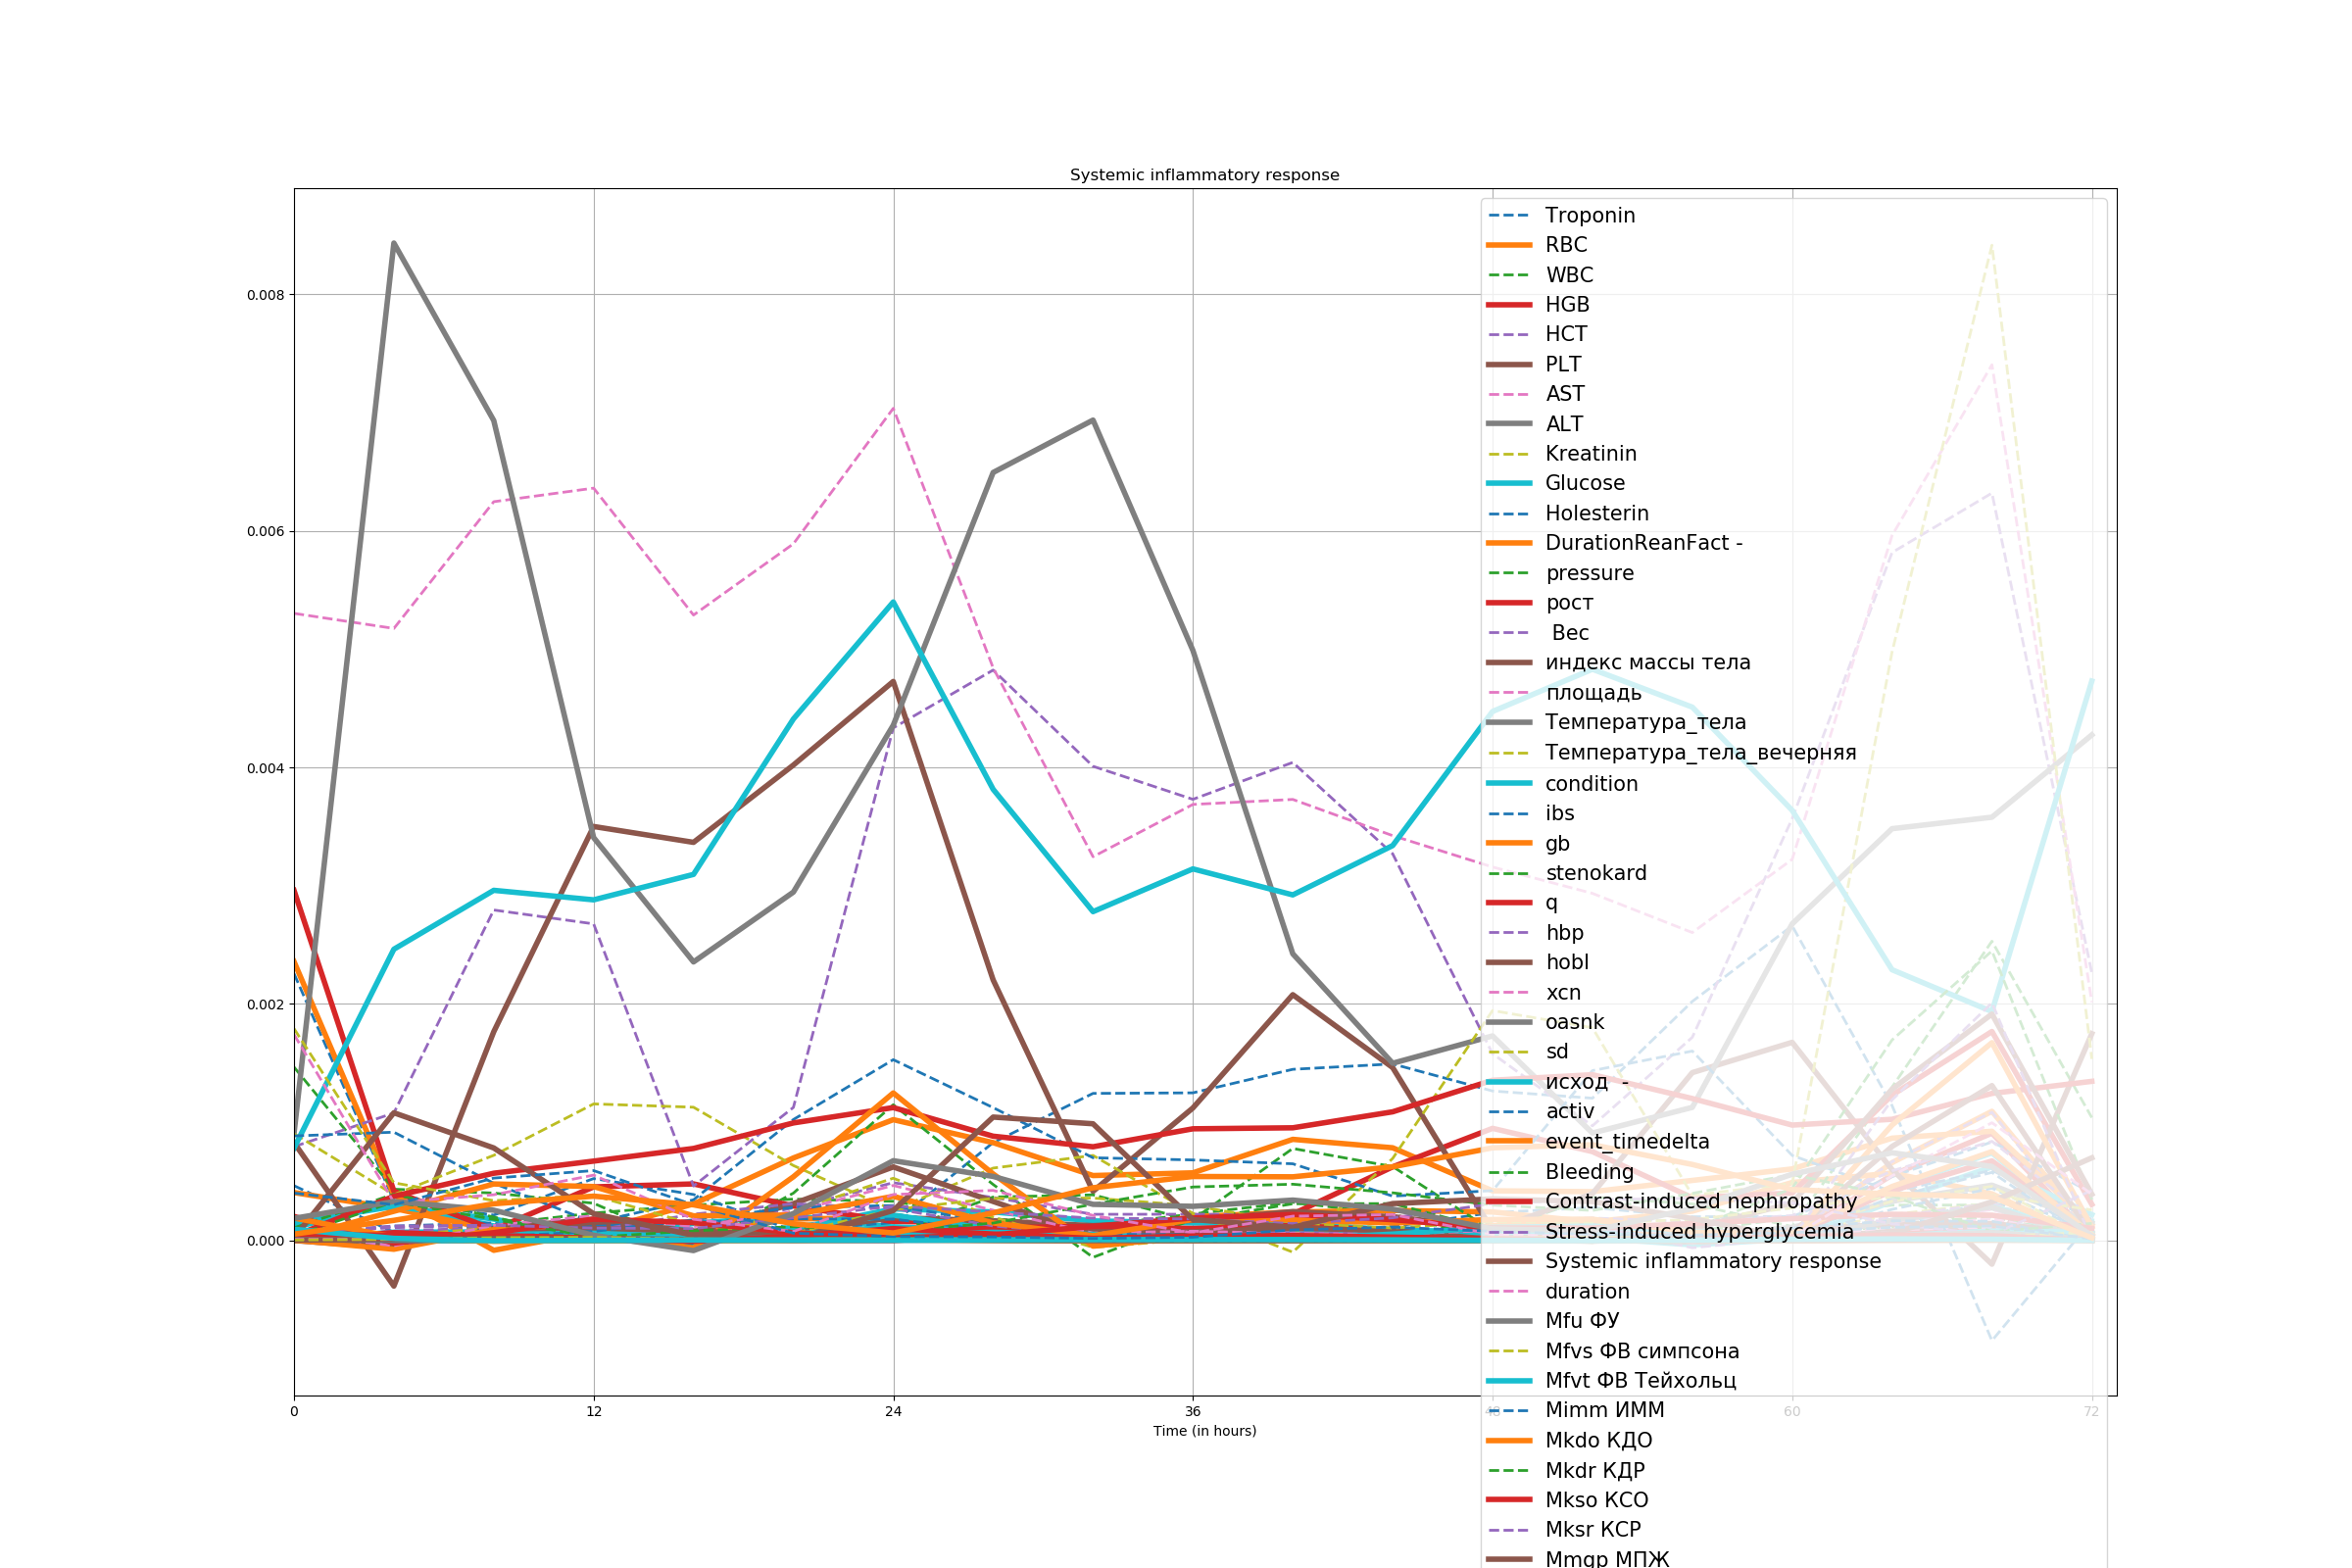 Systemic inflammatory response
0.008
0.006
0.004
0.002
0.000
0 12 24 36 48 60 72
Time (in hours)
Troponin
RBC
WBC
HGB
HCT
PLT
AST
ALT
Kreatinin
Glucose
Holesterin
DurationReanFact -
pressure
рост
Вес
индекс массы тела
площадь
Температура_тела
Температура_тела_вечерняя
condition
ibs
gb
stenokard
q
hbp
hobl
xcn
oasnk
sd
исход  -
activ
event_timedelta
Bleeding
Contrast-induced nephropathy
Stress-induced hyperglycemia
Systemic inflammatory response
duration
Mfu ФУ
Mfvs ФВ симпсона
Mfvt ФВ Тейхольц
Mimm ИММ
Mkdo КДО
Mkdr КДР
Mkso КСО
Mksr КСР
Mmgp МПЖ